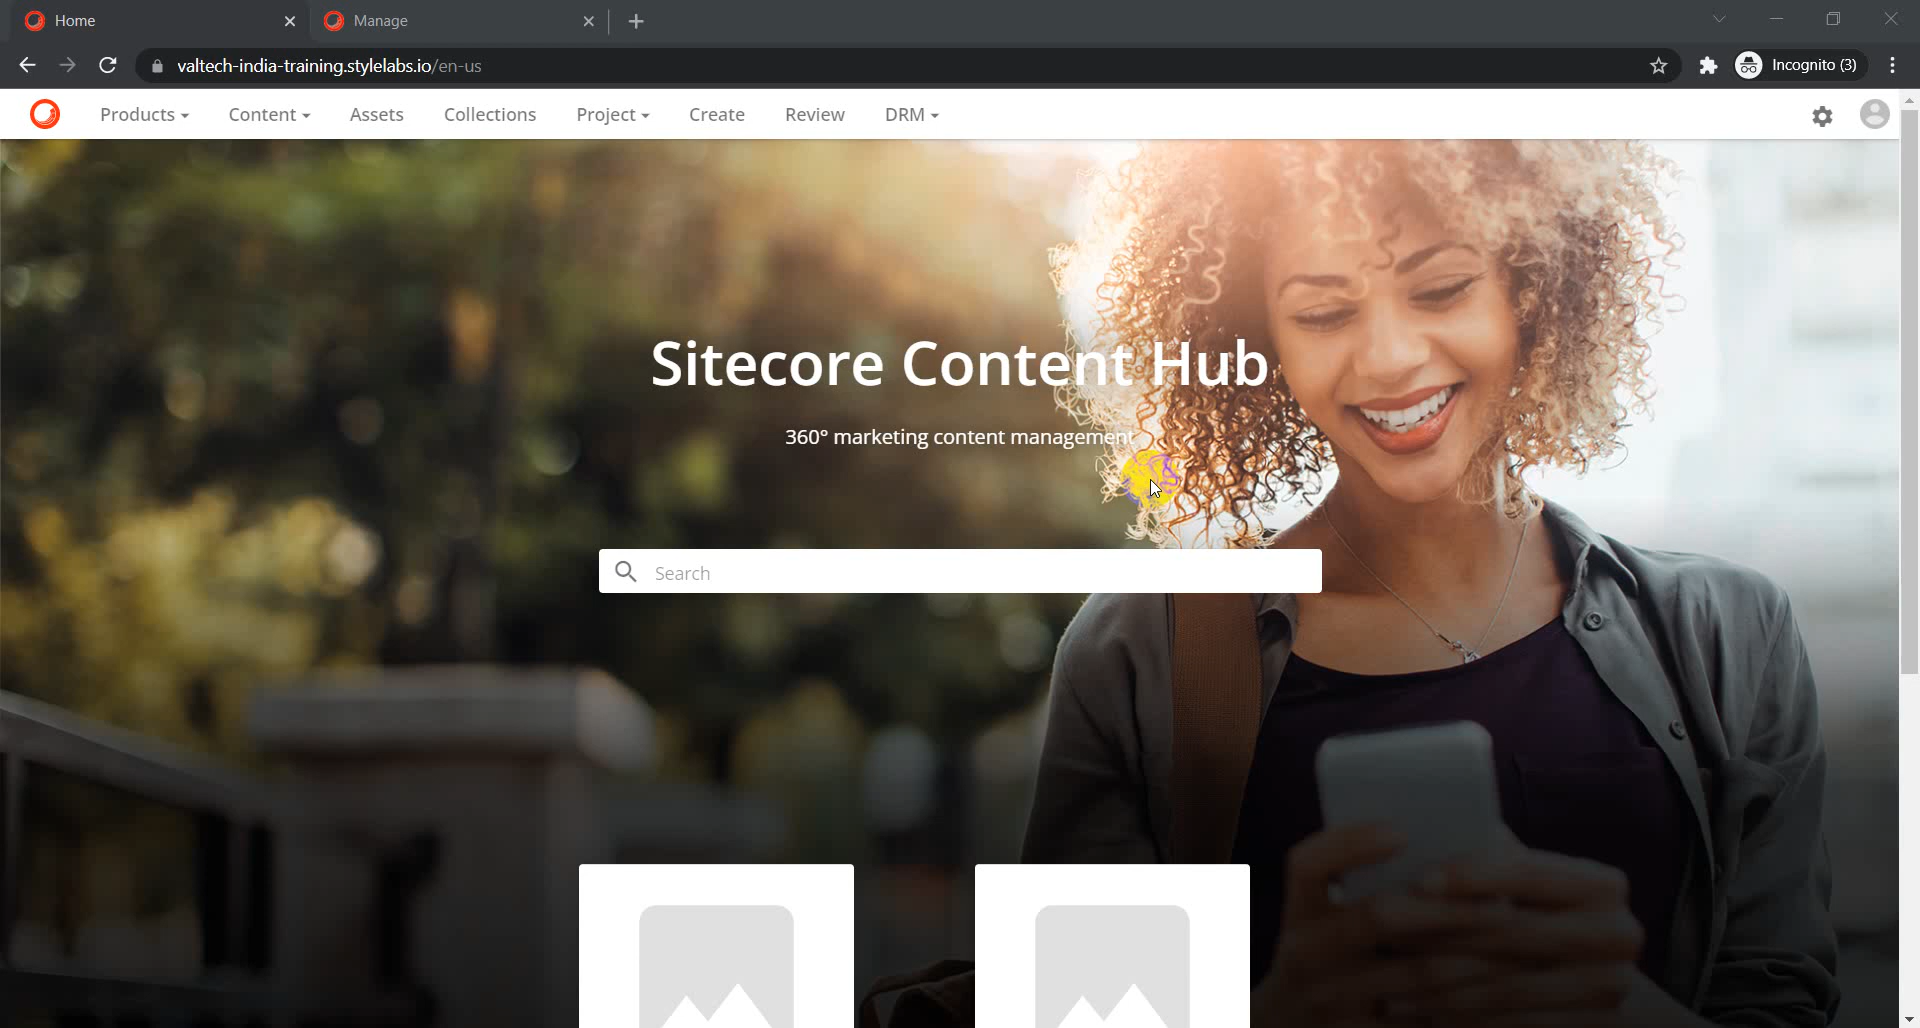 Home
Manage
valtech-india-training.stylelabs.io/en-us
Incognito (3)
Products
Content
Assets
Collections
Project
Create
Review
DRM
Sitecore Content Hub
360° marketing content management
Search